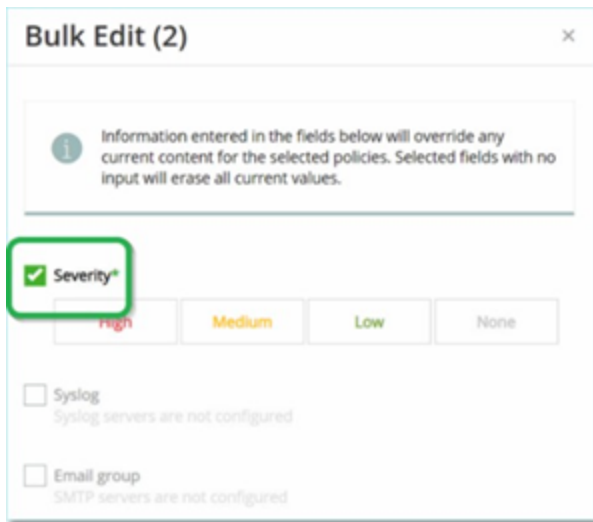 Bulk Edit (2)
Information entered in the fields below will override any
current content for the selected policies. Selected fields with no
input will erase all current values.
Severity*
High Medium Low None
Syslog
Syslog servers are not configured
Email group
SMTP servers are not configured